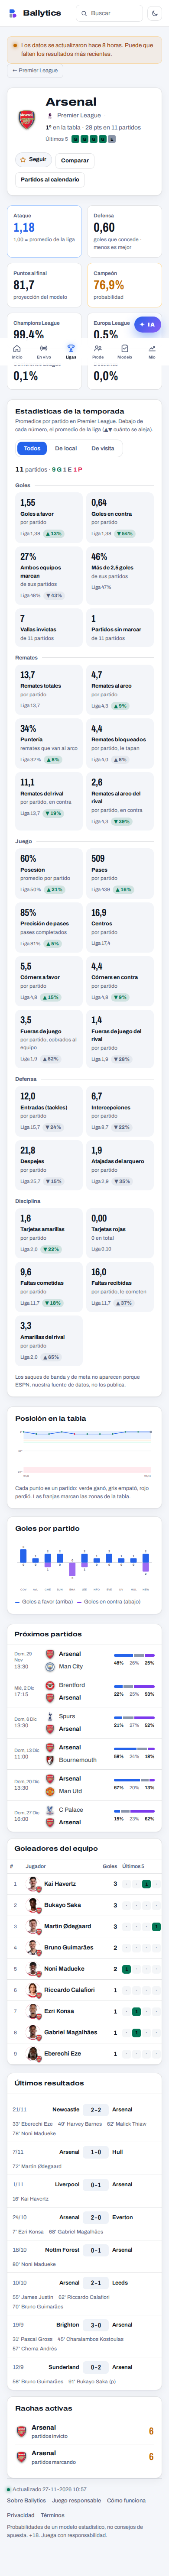 Ballytics
Buscar
Los datos se actualizaron hace 8 horas. Puede que
falten los resultados más recientes.
← Premier League
Arsenal
Premier League
1º en la tabla · 28 pts en 11 partidos
Últimos 5
Seguir
Comparar
Partidos al calendario
Ataque
1,18
1,00 = promedio de la liga
Defensa
0,60
goles que concede ·
menos es mejor
Puntos al final
81,7
proyección del modelo
Campeón
76,9%
probabilidad
Champions League
99,4%
Europa League
0,5%
IA
Inicio
En vivo
Ligas
Modelo
0,1%
0,0%
Estadísticas de la temporada
Promedios por partido en Premier League. Debajo de
cada número, el promedio de la liga (▲▼ cuánto se aleja).
Todos
De local
De visita
11 partidos · 9 G 1 E 1 P
Goles
1,55
Goles a favor
por partido
▲ 13%
0,64
Goles en contra
por partido
▼ 54%
27%
Ambos equipos
marcan
de sus partidos
46%
Más de 2,5 goles
de sus partidos
Liga 47%
7
Vallas invictas
de 11 partidos
1
Partidos sin marcar
de 11 partidos
Remates
13,7
Remates totales
por partido
Liga 13,7
4,7
Remates al arco
por partido
Liga 4,3 ▲ 9%
34%
Puntería
remates que van al arco
Liga 32%
4,4
Remates bloqueados
por partido, le tapan
Liga 4,0
11,1
Remates del rival
por partido, en contra
Liga 13,7 ▼ 19%
2,6
Remates al arco del
rival
por partido, en contra
Liga 4,3 ▼ 39%
Juego
60%
Posesión
promedio por partido
Liga 50% ▲ 21%
509
Pases
por partido
85%
Precisión de pases
pases completados
Liga 81% ▲ 5%
16,9
Centros
por partido
Liga 17,4
5,5
Córners a favor
por partido
Liga 4,8 ▲ 15%
4,4
Córners en contra
por partido
Liga 4,8 ▼ 9%
3,5
Fueras de juego
por partido, cobrados al
equipo
Liga 1,9 ▲ 82%
1,4
Fueras de juego del
rival
por partido
Liga 1,9
Defensa
12,0
Entradas (tackles)
por partido
Liga 15,7 ▼ 24%
6,7
Intercepciones
por partido
Liga 8,7 ▼ 22%
21,8
Despejes
por partido
Liga 25,7 ▼ 15%
1,9
Atajadas del arquero
por partido
Liga 2,9 ▼ 35%
Disciplina
1,6
Tarjetas amarillas
por partido
Liga 2,0 ▼ 22%
0,00
Tarjetas rojas
0 en total
Liga 0,10
9,6
Faltas cometidas
por partido
Liga 11,7 ▼ 18%
16,0
Faltas recibidas
por partido, le cometen
Liga 11,7 ▲ 37%
3,3
Amarillas del rival
por partido
Liga 2,0 ▲ 65%
Los saques de banda y de meta no aparecen porque
ESPN, nuestra fuente de datos, no los publica.
Posición en la tabla
Cada punto es un partido: verde ganó, gris empató, rojo
perdió. Las franjas marcan las zonas de la tabla.
Goles por partido
Goles a favor (arriba)
Goles en contra (abajo)
Próximos partidos
Dom, 29
Nov
13:30
Arsenal
Man City
48% 26% 25%
Mié, 2 Dic
17:15
Brentford
Arsenal
22% 25% 53%
Dom, 6 Dic
13:30
Spurs
Arsenal
21% 27% 52%
Dom, 13 Dic
11:00
Arsenal
Bournemouth
58% 24% 18%
Dom, 20 Dic
13:30
Arsenal
Man Utd
67% 20% 13%
Dom, 27 Dic
16:00
C Palace
Arsenal
15% 23% 62%
Goleadores del equipo
# Jugador Goles Últimos 5
1 Kai Havertz 3
2 Bukayo Saka 3
3 Martin Ødegaard 3
4 Bruno Guimarães 2
5 Noni Madueke 2
6 Riccardo Calafiori 1
7 Ezri Konsa 1
8 Gabriel Magalhães 1
9 Eberechi Eze 1
Últimos resultados
21/11 Newcastle 2-2 Arsenal
33' Eberechi Eze 49' Harvey Barnes 62' Malick Thiaw
78' Noni Madueke
7/11 Arsenal 1-0 Hull
72' Martin Ødegaard
1/11 Liverpool 0-1 Arsenal
16' Kai Havertz
24/10 Arsenal 2-0 Everton
7' Ezri Konsa 68' Gabriel Magalhães
18/10 Nottm Forest 0-1 Arsenal
80' Noni Madueke
10/10 Arsenal 2-1 Leeds
55' James Justin 62' Riccardo Calafiori
70' Bruno Guimarães
19/9 Brighton 3-0 Arsenal
32' Pascal Gross 45' Charalambos Kostoulas
57' Chema Andrés
12/9 Sunderland 0-2 Arsenal
58' Bruno Guimarães 91' Bukayo Saka (p)
Rachas activas
Arsenal
partidos invicto
6
Arsenal
partidos marcando
6
Actualizado 27-11-2026 10:57
Sobre Ballytics Juego responsable Cómo funciona
Privacidad Términos
Probabilidades de un modelo estadístico, no consejos de
apuesta. +18. Juega con responsabilidad.